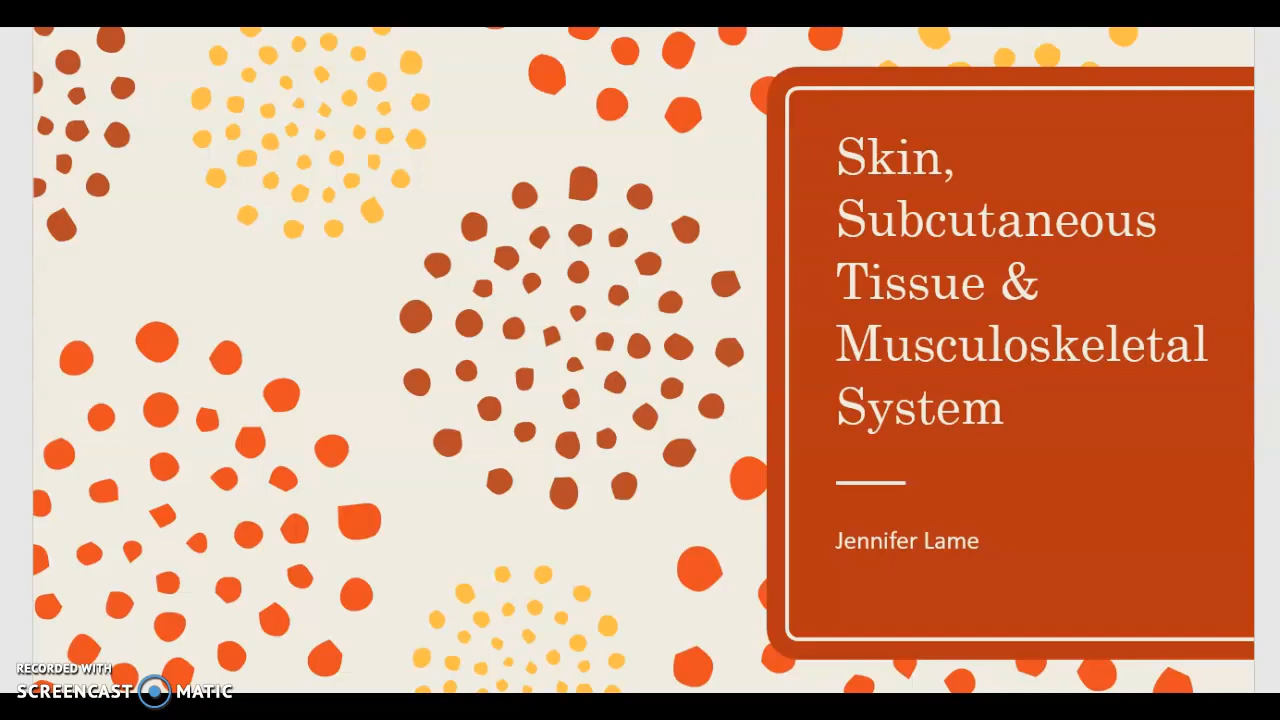 Skin,
Subcutaneous
Tissue &
Musculoskeletal
System
Jennifer Lame
RECORDED WITH
SCREENCAST MATIC